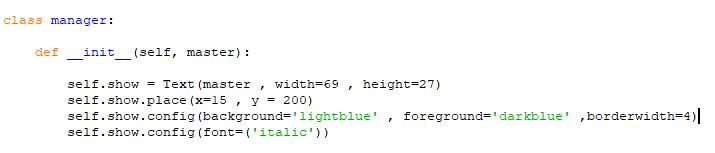 class manager:
def __init__(self, master):
self.show = Text(master , width=69 , height=27)
self.show.place(x=15 , y = 200)
self.show.config(background='lightblue' , foreground='darkblue' ,borderwidth=4)
self.show.config(font=('italic'))